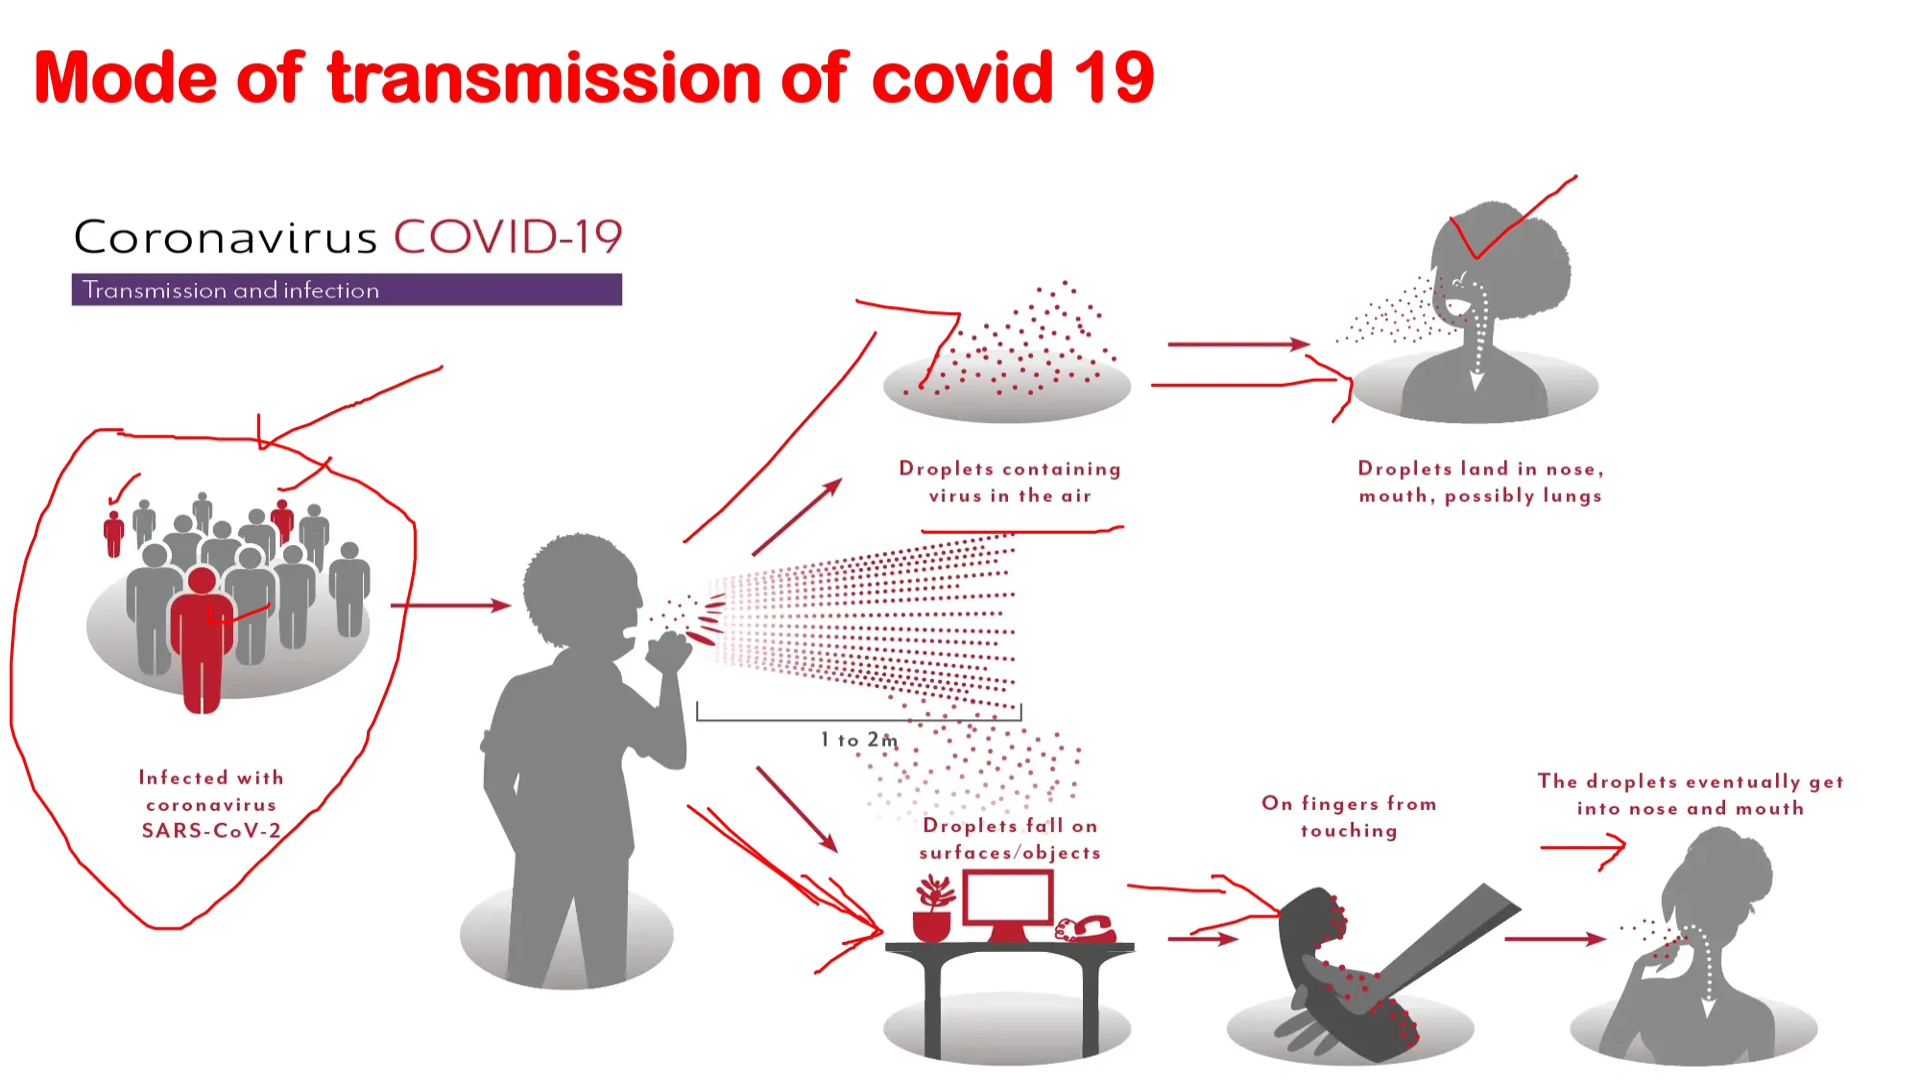 Mode of transmission of covid 19
Coronavirus COVID-19
Transmission and infection
Infected with
coronavirus
SARS-CoV-2
1 to 2m
Droplets containing
virus in the air
Droplets land in nose,
mouth, possibly lungs
Droplets fall on
surfaces/objects
On fingers from
touching
The droplets eventually get
into nose and mouth